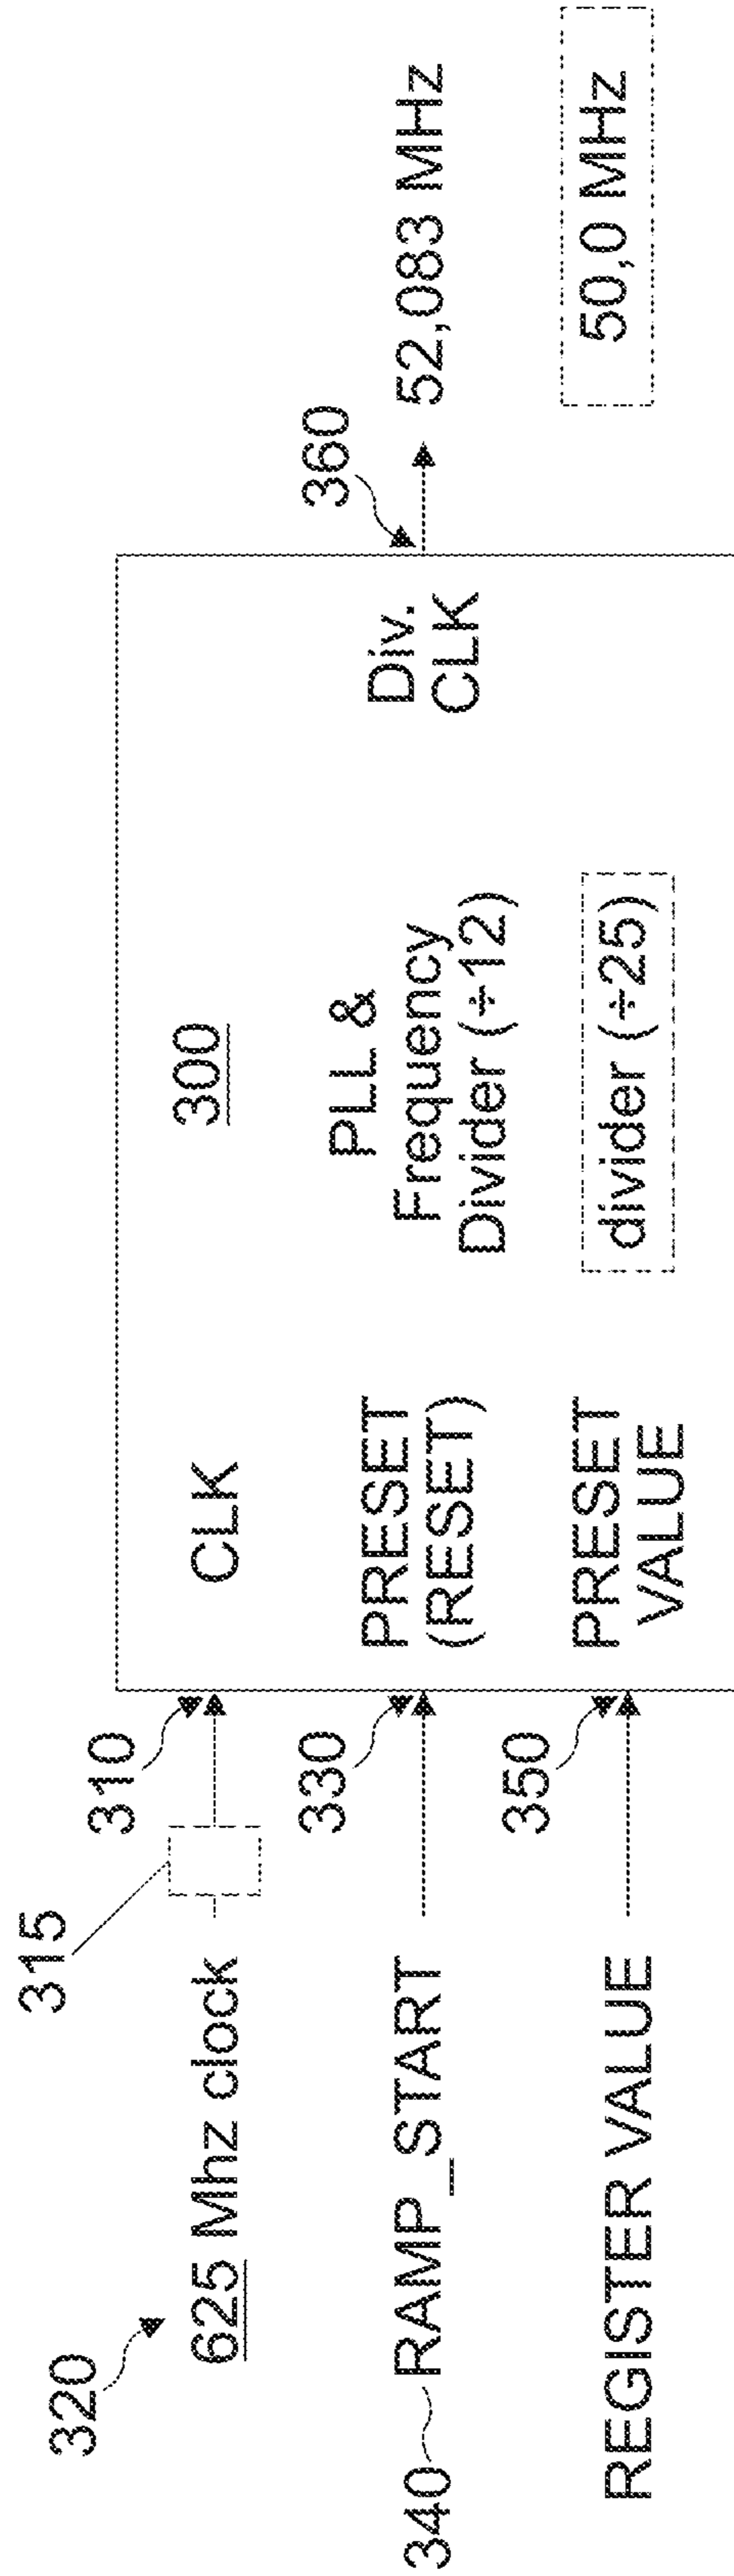 315
320
310
625 Mhz clock
CLK
300
360
340
RAMP_START
330
PRESET
(RESET)
PLL &
Frequency
Divider (÷12)
Div.
CLK
52,083 MHz
350
REGISTER VALUE
PRESET
VALUE
divider (÷25)
50,0 MHz